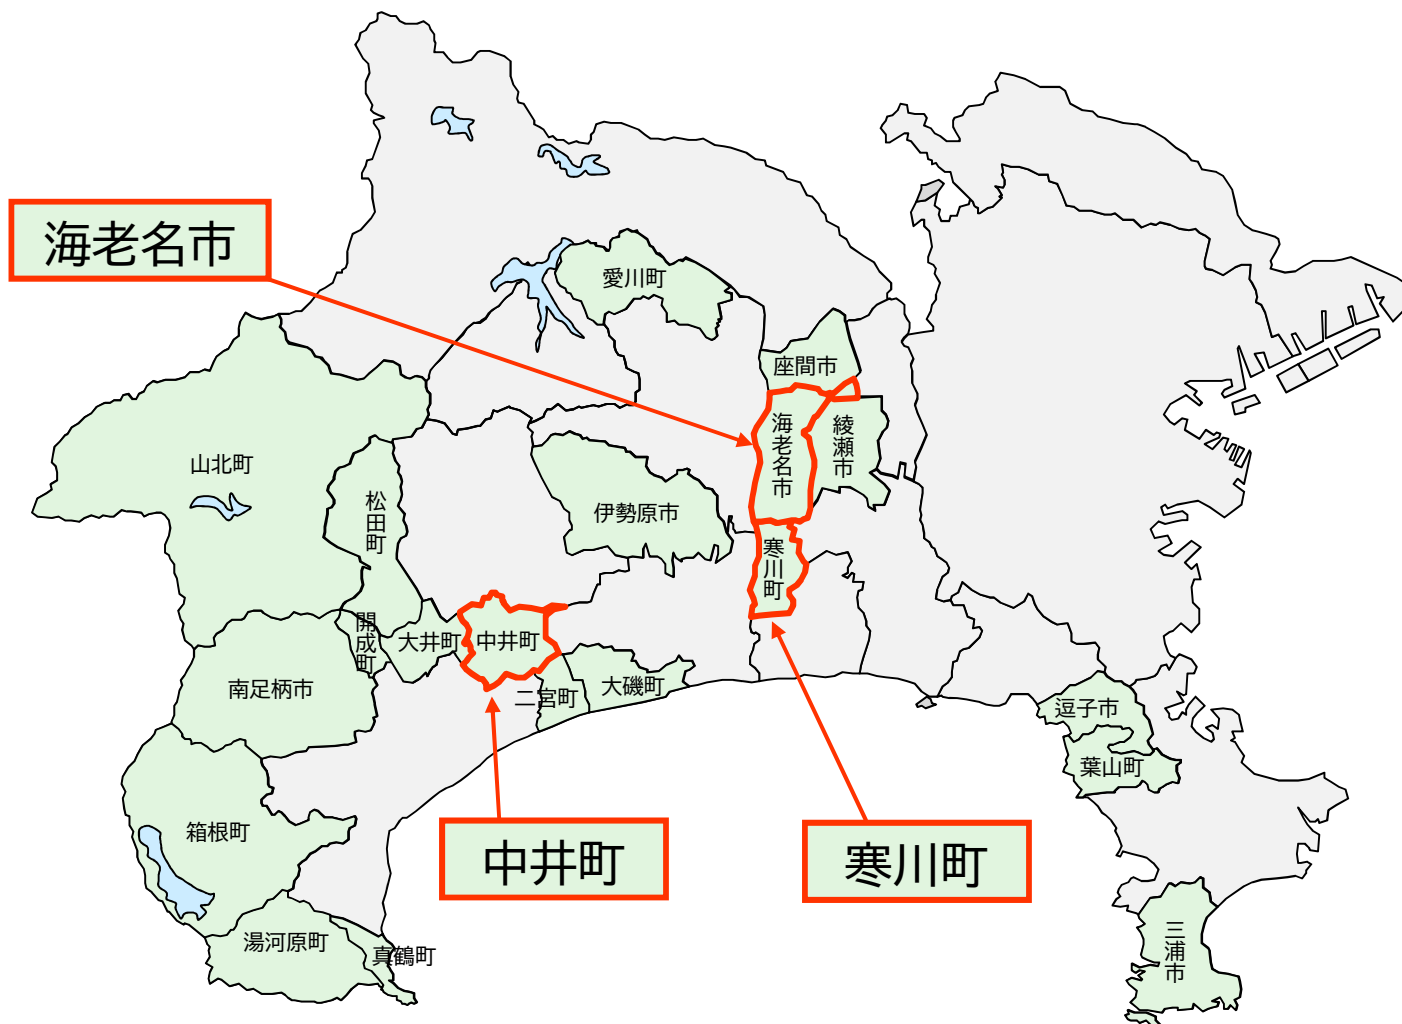 海老名市
愛川町
座間市
海老名市
綾瀬市
山北町
松田町
伊勢原市
寒川町
開成町
大井町
中井町
南足柄市
二宮町
大磯町
逗子市
葉山町
箱根町
中井町
寒川町
湯河原町
真鶴町
三浦市